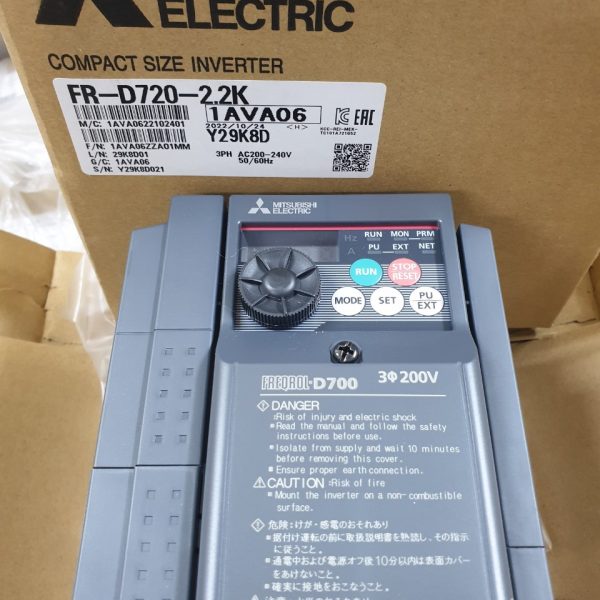 ELECTRIC
COMPACT SIZE INVERTER
FR-D720-2.2K
M/C: 1AVA0622102401
1AVA06
F/N: 1AVA06ZZA01MM
2022/10/24 <H>
L/N: 29K8D01
Y29K8D
G/C: 1AVA06
3PH AC200-240V
S/N: Y29K8D021
50/60Hz
EAC
MITSUBISHI
ELECTRIC
Hz RUN MON PRM
A PU EXT NET
RUN
STOP
RESET
MODE
SET
PU
EXT
FREQROL-D700 3Φ200V
DANGER
:Risk of injury and electric shock
Read the manual and follow the safety
instructions before use.
Isolate from supply and wait 10 minutes
before removing this cover.
Ensure proper earth connection.
CAUTION :Risk of fire
Mount the inverter on a non-combustible
surface.
危険:けが・感電のおそれあり
据付け運転の前に取扱説明書を熟読し、その指示
に従うこと。
通電中および電源オフ後10分以内は表面カバー
をあけないこと。
確実に接地をおこなうこと。